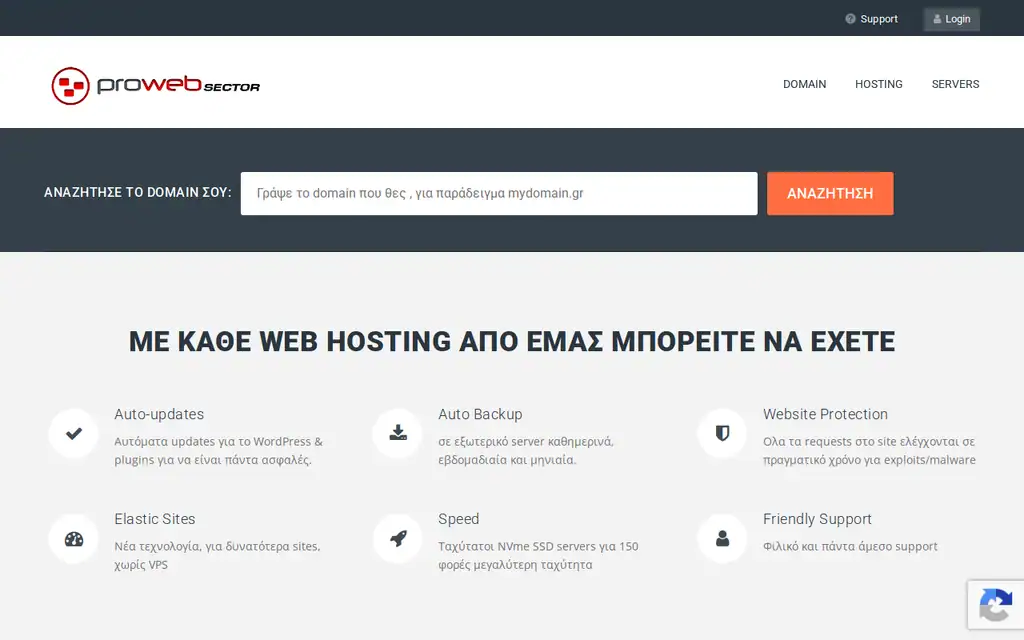 Support
Login
proweb SECTOR
DOMAIN
HOSTING
SERVERS
ΑΝΑΖΗΤΗΣΕ ΤΟ DOMAIN ΣΟΥ:
Γράψε το domain που θες , για παράδειγμα mydomain.gr
ΑΝΑΖΗΤΗΣΗ
ΜΕ ΚΑΘΕ WEB HOSTING ΑΠΟ ΕΜΑΣ ΜΠΟΡΕΙΤΕ ΝΑ ΕΧΕΤΕ
Auto-updates
Αυτόματα updates για το WordPress &
plugins για να είναι πάντα ασφαλές.
Auto Backup
σε εξωτερικό server καθημερινά,
εβδομαδιαία και μηνιαία.
Website Protection
Ολα τα requests στο site ελέγχονται σε
πραγματικό χρόνο για exploits/malware
Elastic Sites
Νέα τεχνολογία, για δυνατότερα sites,
χωρίς VPS
Speed
Ταχύτατοι NVme SSD servers για 150
φορές μεγαλύτερη ταχύτητα
Friendly Support
Φιλικό και πάντα άμεσο support